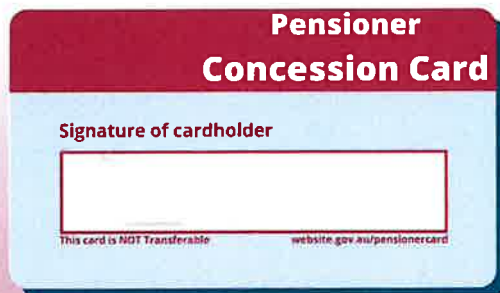 Pensioner
Concession Card
Signature of cardholder
This card is NOT Transferable website.gov.au/pensionercard